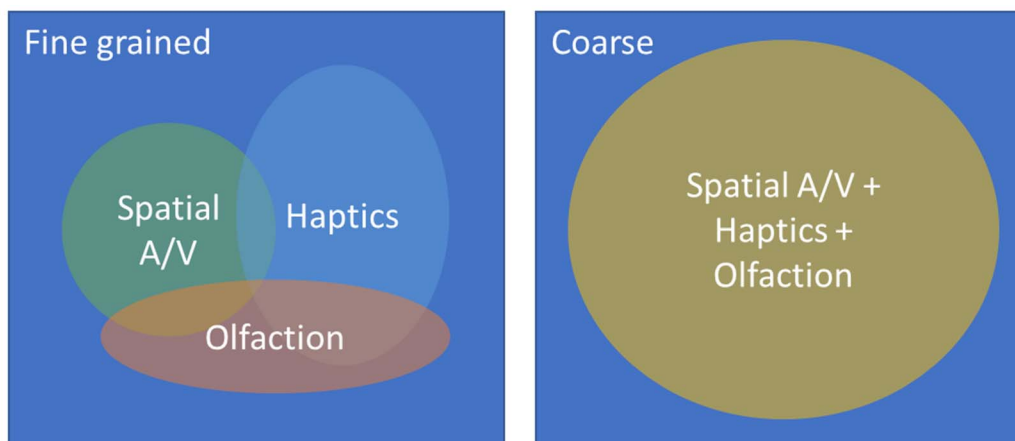 Fine grained
Spatial
A/V
Haptics
Olfaction
Coarse
Spatial A/V +
Haptics +
Olfaction